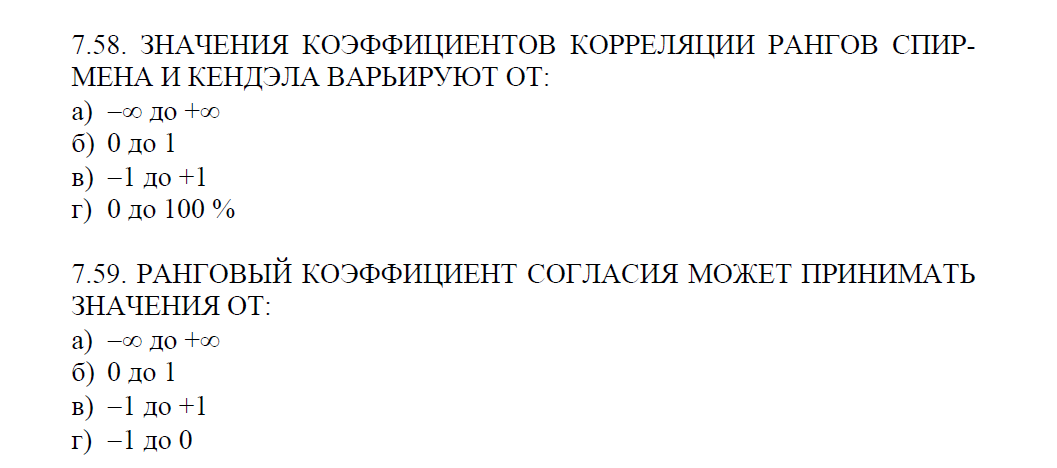 7.58. ЗНАЧЕНИЯ КОЭФФИЦИЕНТОВ КОРРЕЛЯЦИИ РАНГОВ СПИР-
МЕНА И КЕНДЭЛА ВАРЬИРУЮТ ОТ:
а) –∞ до +∞
б) 0 до 1
в) –1 до +1
г) 0 до 100 %
7.59. РАНГОВЫЙ КОЭФФИЦИЕНТ СОГЛАСИЯ МОЖЕТ ПРИНИМАТЬ
ЗНАЧЕНИЯ ОТ:
а) –∞ до +∞
б) 0 до 1
в) –1 до +1
г) –1 до 0